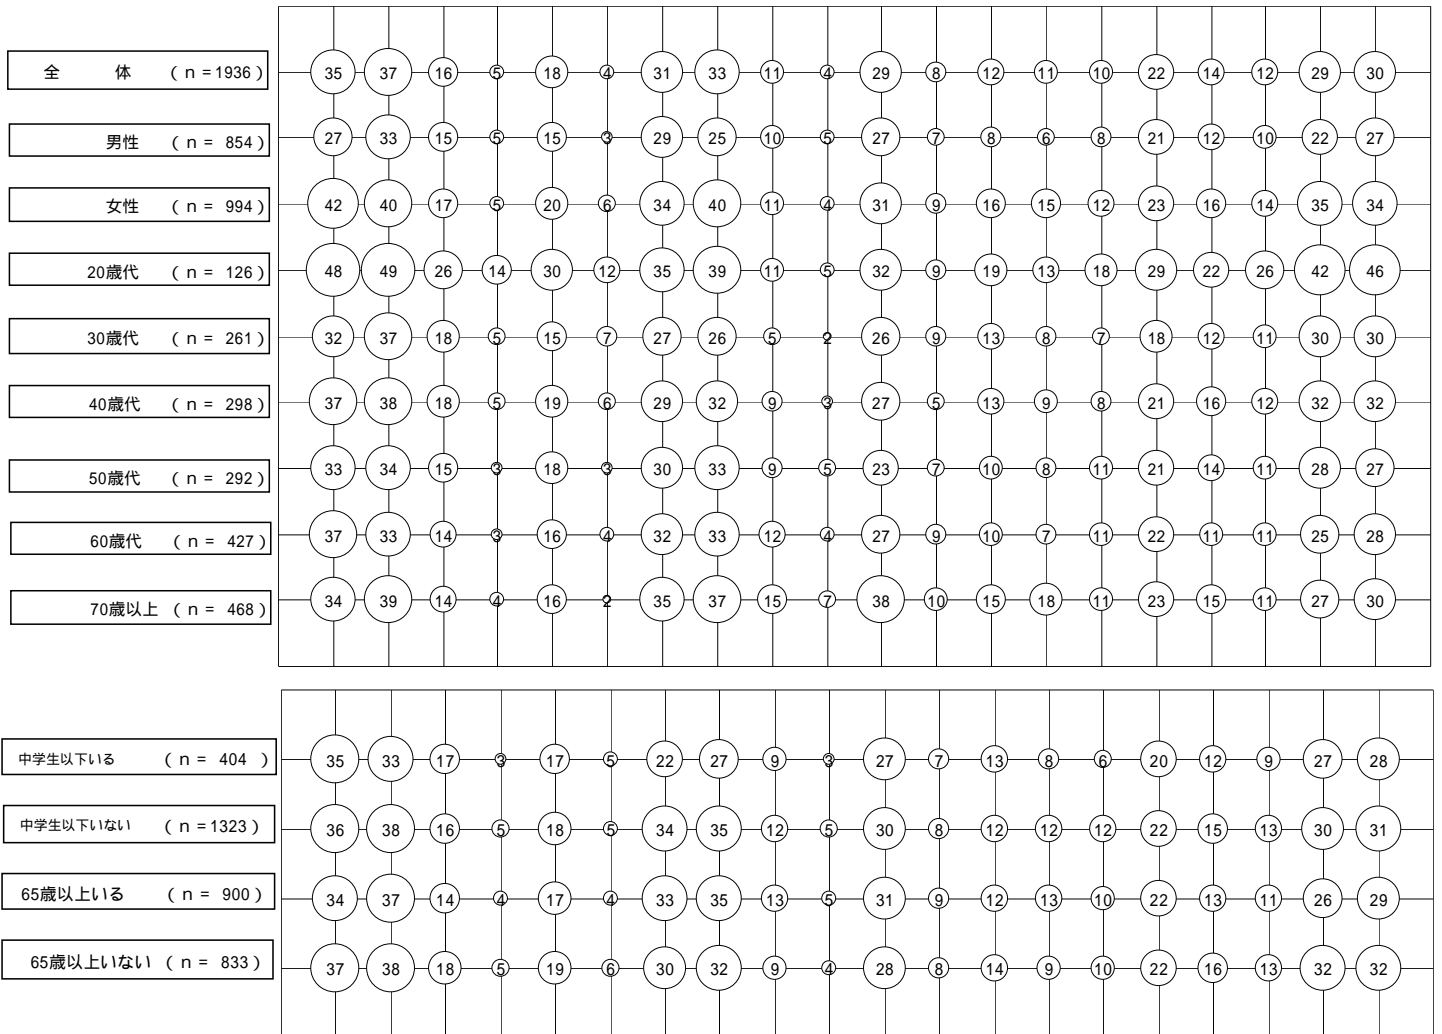 全 体 (n=1936) 35 37 16 5 18 4 31 33 11 4 29 8 12 11 10 22 14 12 29 30
男性 (n= 854) 27 33 15 5 15 3 29 25 10 5 27 7 8 6 8 21 12 10 22 27
女性 (n= 994) 42 40 17 5 20 6 34 40 11 4 31 9 16 15 12 23 16 14 35 34
20歳代 (n= 126) 48 49 26 14 30 12 35 39 11 5 32 9 19 13 18 29 22 26 42 46
30歳代 (n= 261) 32 37 18 5 15 7 27 26 5 2 26 9 13 8 7 18 12 11 30 30
40歳代 (n= 298) 37 38 18 5 19 6 29 32 9 3 27 5 13 9 8 21 16 12 32 32
50歳代 (n= 292) 33 34 15 3 18 3 30 33 9 5 23 7 10 8 11 21 14 11 28 27
60歳代 (n= 427) 37 33 14 3 16 4 32 33 12 4 27 9 10 7 11 22 11 11 25 28
70歳以上 (n= 468) 34 39 14 4 16 2 35 37 15 7 38 10 15 18 11 23 15 11 27 30
中学生以下いる (n= 404 ) 35 33 17 3 17 5 22 27 9 3 27 7 13 8 6 20 12 9 27 28
中学生以下いない (n=1323) 36 38 16 5 18 5 34 35 12 5 30 8 12 12 12 22 15 13 30 31
65歳以上いる (n= 900) 34 37 14 4 17 4 33 35 13 5 31 9 12 13 10 22 13 11 26 29
65歳以上いない (n= 833) 37 38 18 5 19 6 30 32 9 4 28 8 14 9 10 22 16 13 32 32